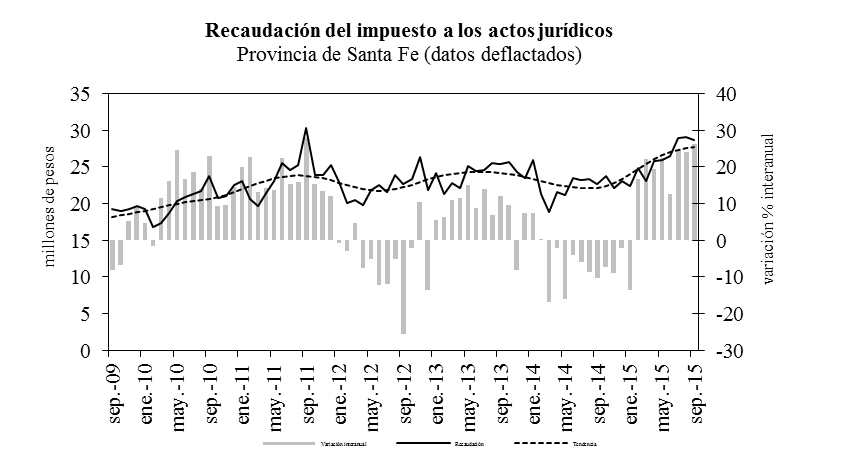 Recaudación del impuesto a los actos jurídicos
Provincia de Santa Fe (datos deflactados)
millones de pesos
35
30
25
20
15
10
5
0
variación % interanual
40
30
20
10
0
-10
-20
-30
sep.-09
ene.-10
may.-10
sep.-10
ene.-11
may.-11
sep.-11
ene.-12
may.-12
sep.-12
ene.-13
may.-13
sep.-13
ene.-14
may.-14
sep.-14
ene.-15
may.-15
sep.-15
Variación interanual
Recaudación
Tendencia